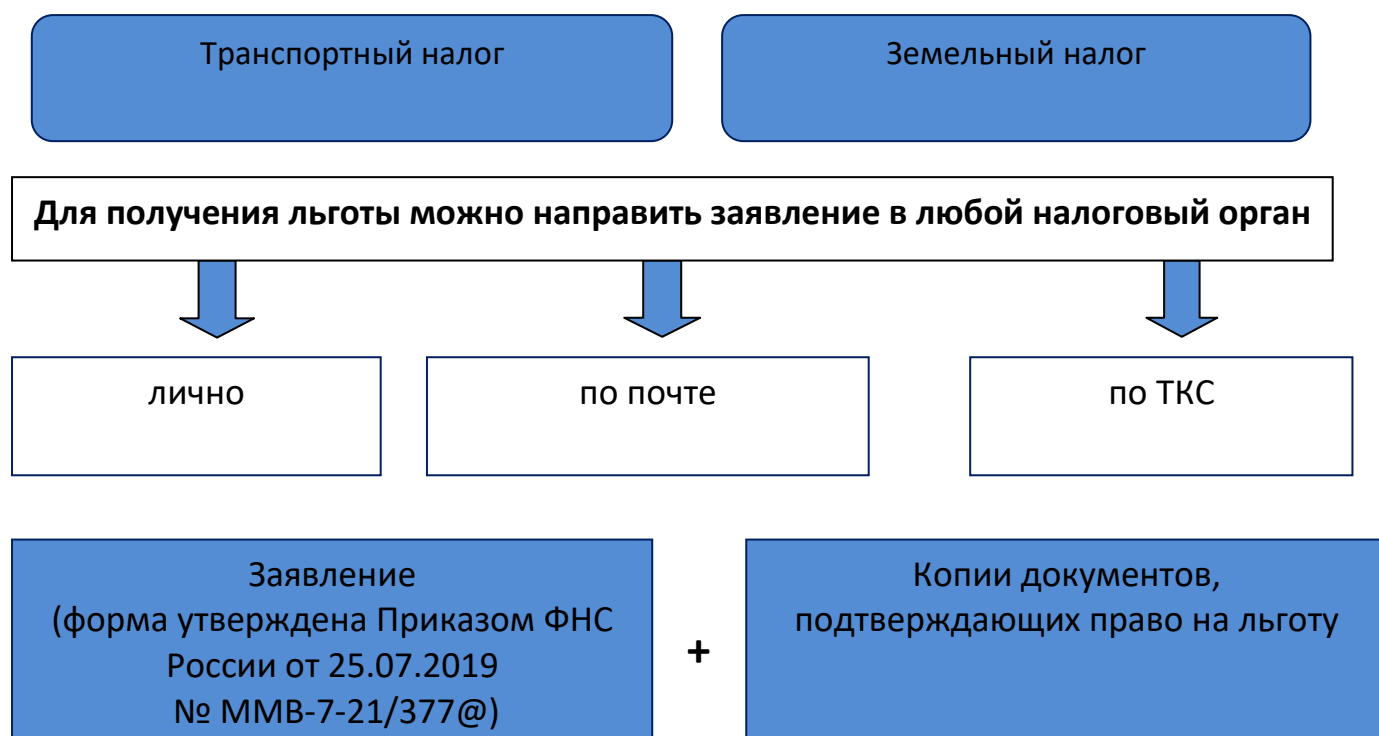 Транспортный налог
Земельный налог
Для получения льготы можно направить заявление в любой налоговый орган
лично
по почте
по ТКС
Заявление
(форма утверждена Приказом ФНС
России от 25.07.2019
№ ММВ-7-21/377@)
+
Копии документов,
подтверждающих право на льготу